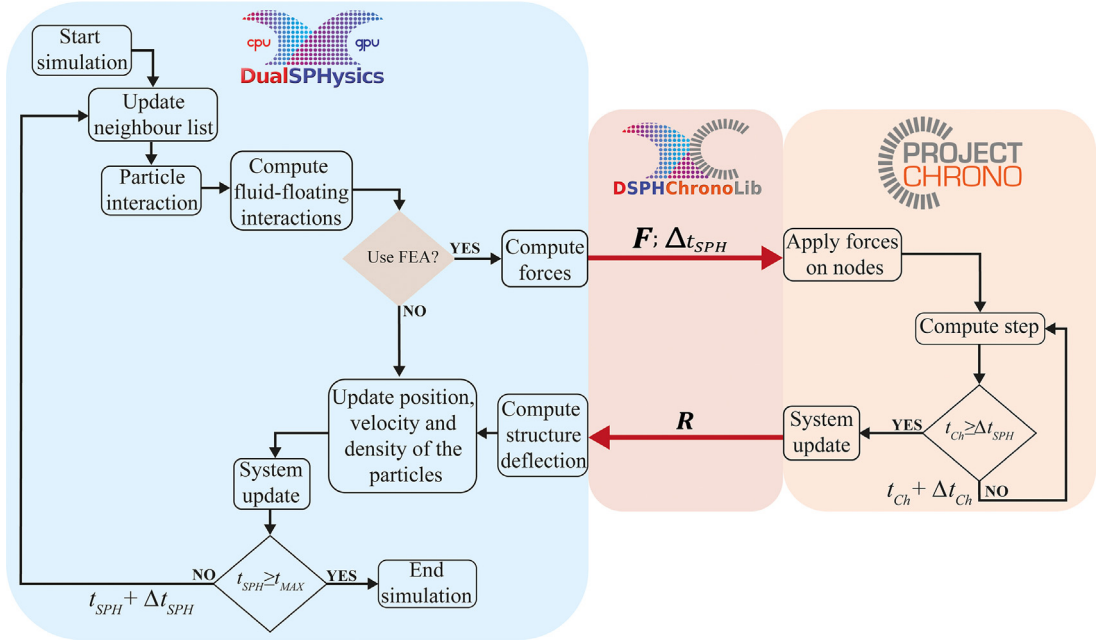 Start
simulation
cpu
gpu
DualSPHysics
Update
neighbour list
Particle
interaction
Compute
fluid-floating
interactions
Use FEA?
YES
NO
Compute
forces
DSPHChronoLib
F; Δt_SPH
PROJECT
CHRONO
Apply forces
on nodes
Compute step
t_Ch ≥ Δt_SPH
YES
NO
t_Ch + Δt_Ch
System
update
R
Compute
structure
deflection
Update position,
velocity and
density of the
particles
System
update
t_SPH ≥ t_MAX
NO
YES
t_SPH + Δt_SPH
End
simulation